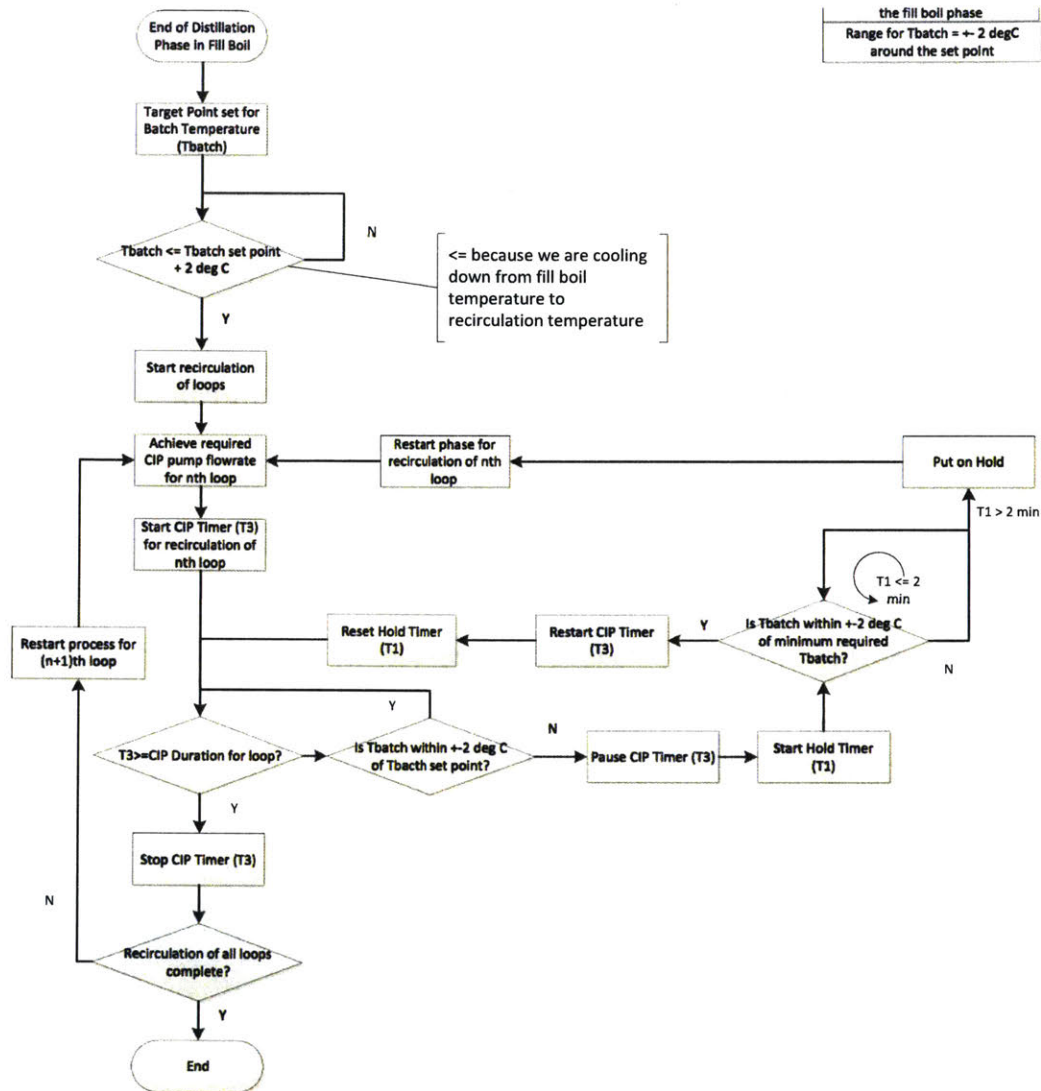 End of Distillation
Phase in Fill Boil
the fill boil phase
Range for Tbatch = +- 2 degC
around the set point
Target Point set for
Batch Temperature
(Tbatch)
N
Tbatch <= Tbatch set point
+ 2 deg C
<= because we are cooling
down from fill boil
temperature to
recirculation temperature
Y
Start recirculation
of loops
Achieve required
CIP pump flowrate
for nth loop
Restart phase for
recirculation of nth
loop
Put on Hold
T1 > 2 min
Start CIP Timer (T3)
for recirculation of
nth loop
T1 <= 2
min
Restart process for
(n+1)th loop
Reset Hold Timer
(T1)
Restart CIP Timer
(T3)
Y
Is Tbatch within +-2 deg C
of minimum required
Tbatch?
N
Y
T3>=CIP Duration for loop?
Is Tbatch within +-2 deg C
of Tbacth set point?
N
Pause CIP Timer (T3)
Start Hold Timer
(T1)
Y
Stop CIP Timer (T3)
N
Recirculation of all loops
complete?
Y
End